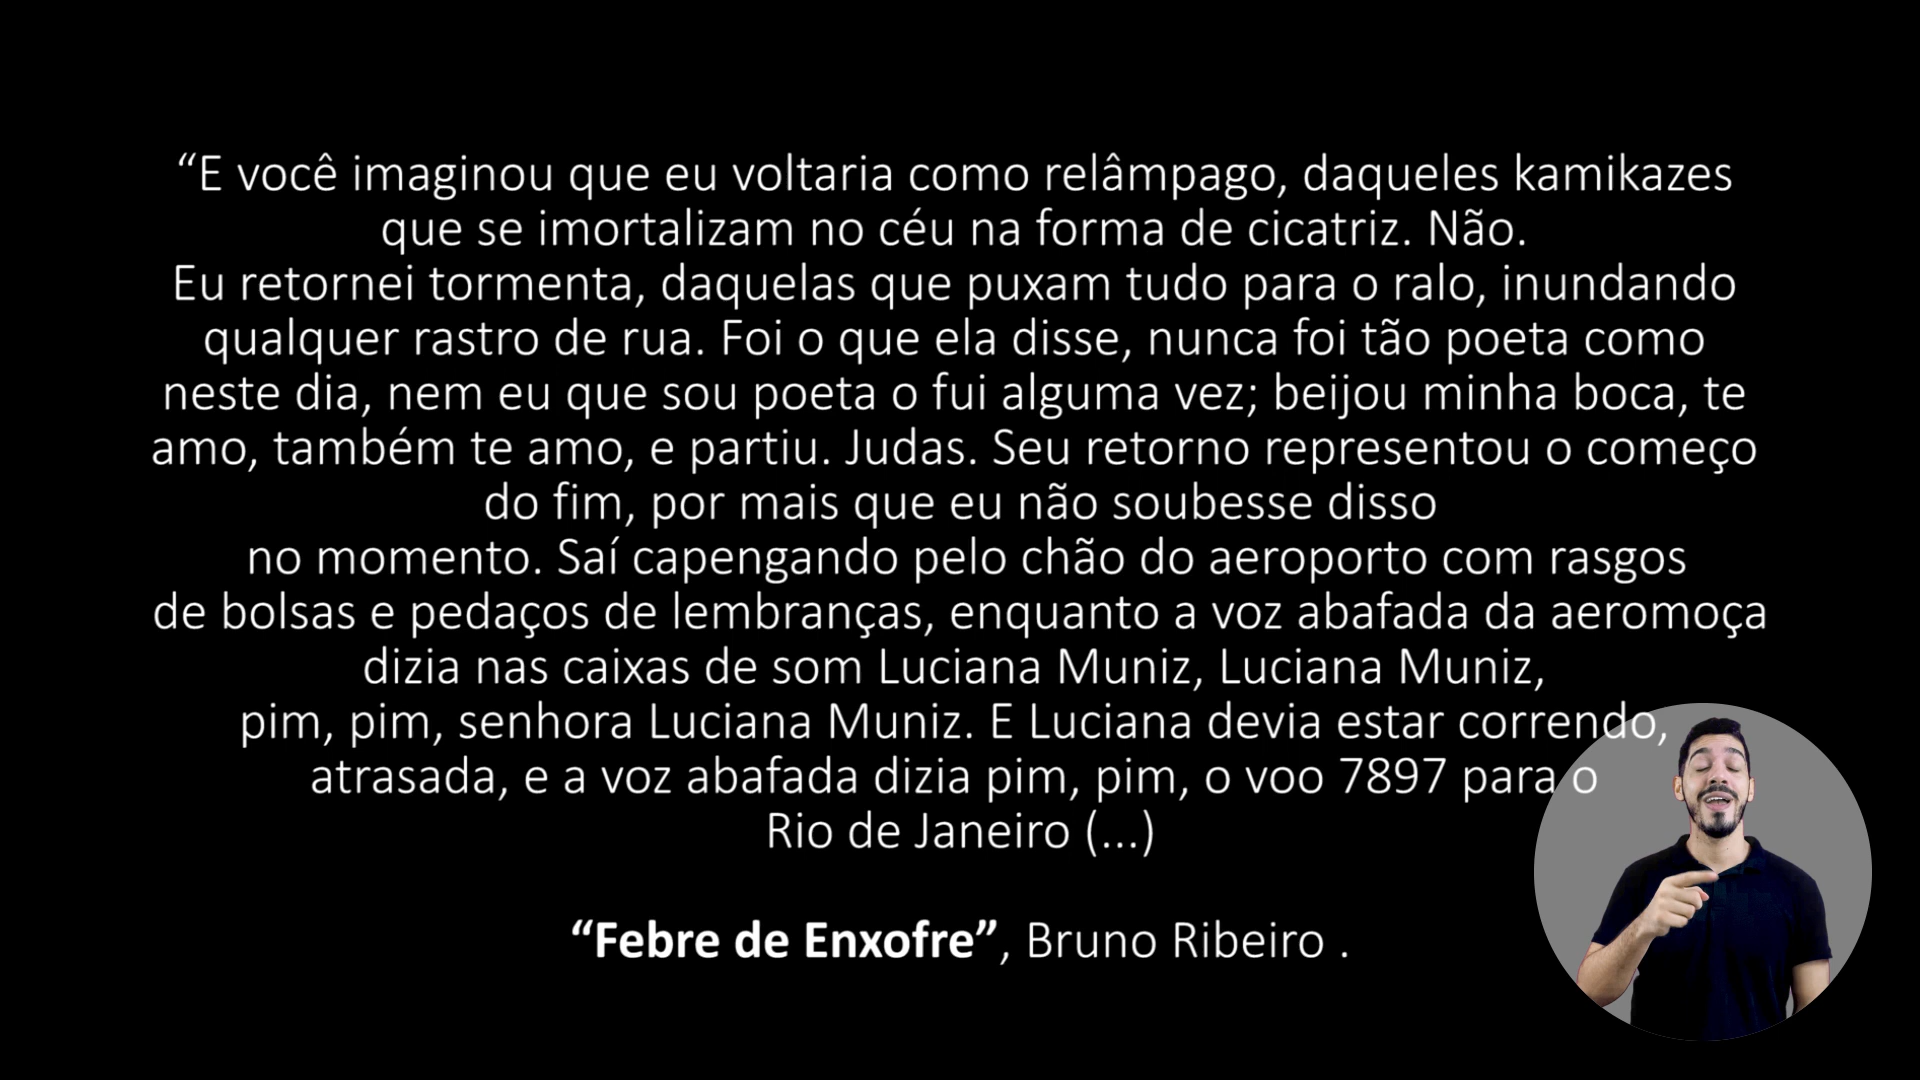 “E você imaginou que eu voltaria como relâmpago, daqueles kamikazes
que se imortalizam no céu na forma de cicatriz. Não.
Eu retornei tormenta, daquelas que puxam tudo para o ralo, inundando
qualquer rastro de rua. Foi o que ela disse, nunca foi tão poeta como
neste dia, nem eu que sou poeta o fui alguma vez; beijou minha boca, te
amo, também te amo, e partiu. Judas. Seu retorno representou o começo
do fim, por mais que eu não soubesse disso
no momento. Saí capengando pelo chão do aeroporto com rasgos
de bolsas e pedaços de lembranças, enquanto a voz abafada da aeromoça
dizia nas caixas de som Luciana Muniz, Luciana Muniz,
pim, pim, senhora Luciana Muniz. E Luciana devia estar correndo,
atrasada, e a voz abafada dizia pim, pim, o voo 7897 para o
Rio de Janeiro (...)
“Febre de Enxofre”, Bruno Ribeiro .